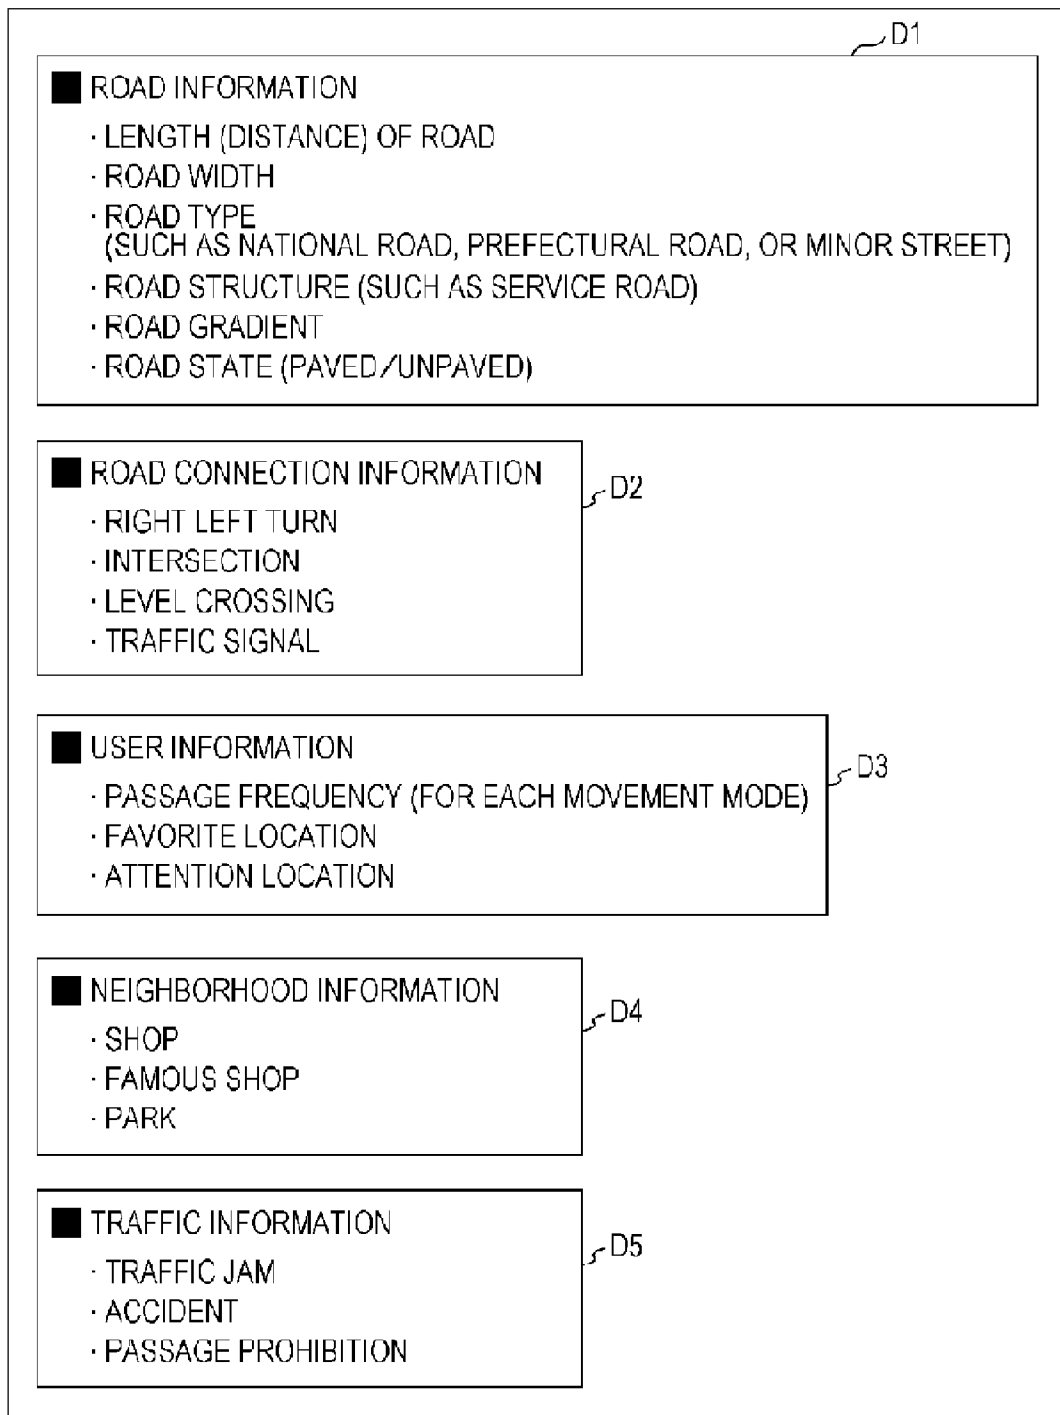 D1
■ ROAD INFORMATION
· LENGTH (DISTANCE) OF ROAD
· ROAD WIDTH
· ROAD TYPE
(SUCH AS NATIONAL ROAD, PREFECTURAL ROAD, OR MINOR STREET)
· ROAD STRUCTURE (SUCH AS SERVICE ROAD)
· ROAD GRADIENT
· ROAD STATE (PAVED/UNPAVED)
■ ROAD CONNECTION INFORMATION
D2
· RIGHT LEFT TURN
· INTERSECTION
· LEVEL CROSSING
· TRAFFIC SIGNAL
■ USER INFORMATION
D3
· PASSAGE FREQUENCY (FOR EACH MOVEMENT MODE)
· FAVORITE LOCATION
· ATTENTION LOCATION
■ NEIGHBORHOOD INFORMATION
D4
· SHOP
· FAMOUS SHOP
· PARK
■ TRAFFIC INFORMATION
D5
· TRAFFIC JAM
· ACCIDENT
· PASSAGE PROHIBITION